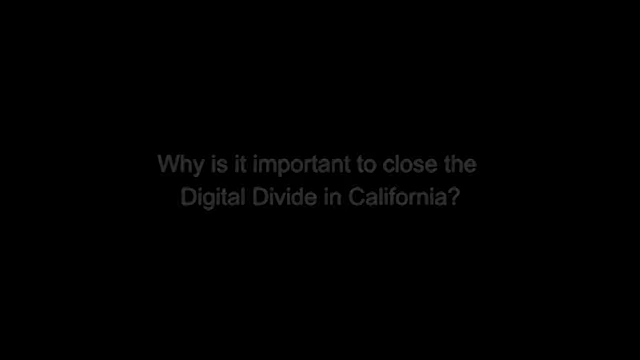 Why is it important to close the
Digital Divide in California?